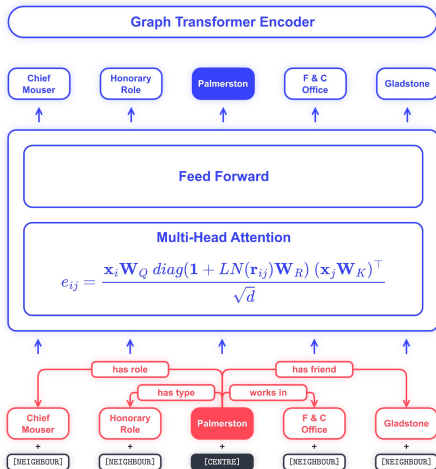 Graph Transformer Encoder
Chief Mouser
Honorary Role
Palmerston
F & C Office
Gladstone
Feed Forward
Multi-Head Attention
e_{ij} = \frac{\mathbf{x}_i \mathbf{W}_Q \, diag(\mathbf{1} + LN(\mathbf{r}_{ij}) \mathbf{W}_R) \, (\mathbf{x}_j \mathbf{W}_K)^\top}{\sqrt{d}}
has role
has friend
has type
works in
Chief Mouser
Honorary Role
Palmerston
F & C Office
Gladstone
+ + + + +
[NEIGHBOUR]
[NEIGHBOUR]
[CENTRE]
[NEIGHBOUR]
[NEIGHBOUR]